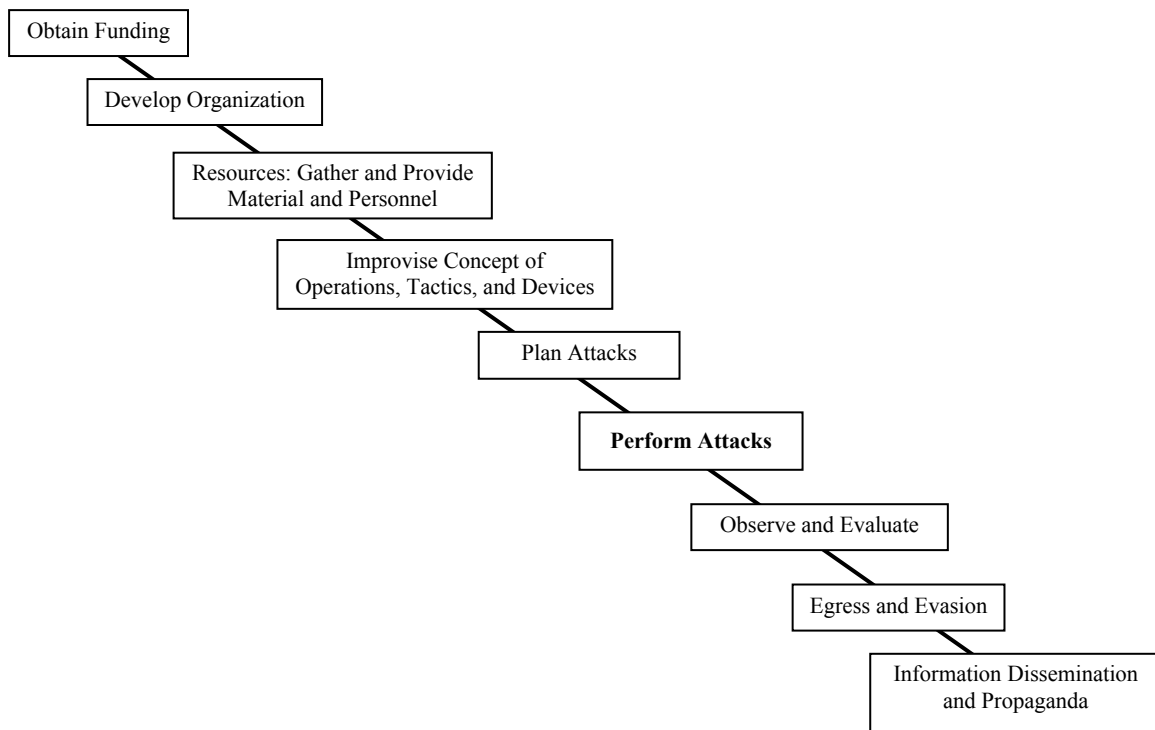 Obtain Funding
Develop Organization
Resources: Gather and Provide
Material and Personnel
Improvise Concept of
Operations, Tactics, and Devices
Plan Attacks
Perform Attacks
Observe and Evaluate
Egress and Evasion
Information Dissemination
and Propaganda